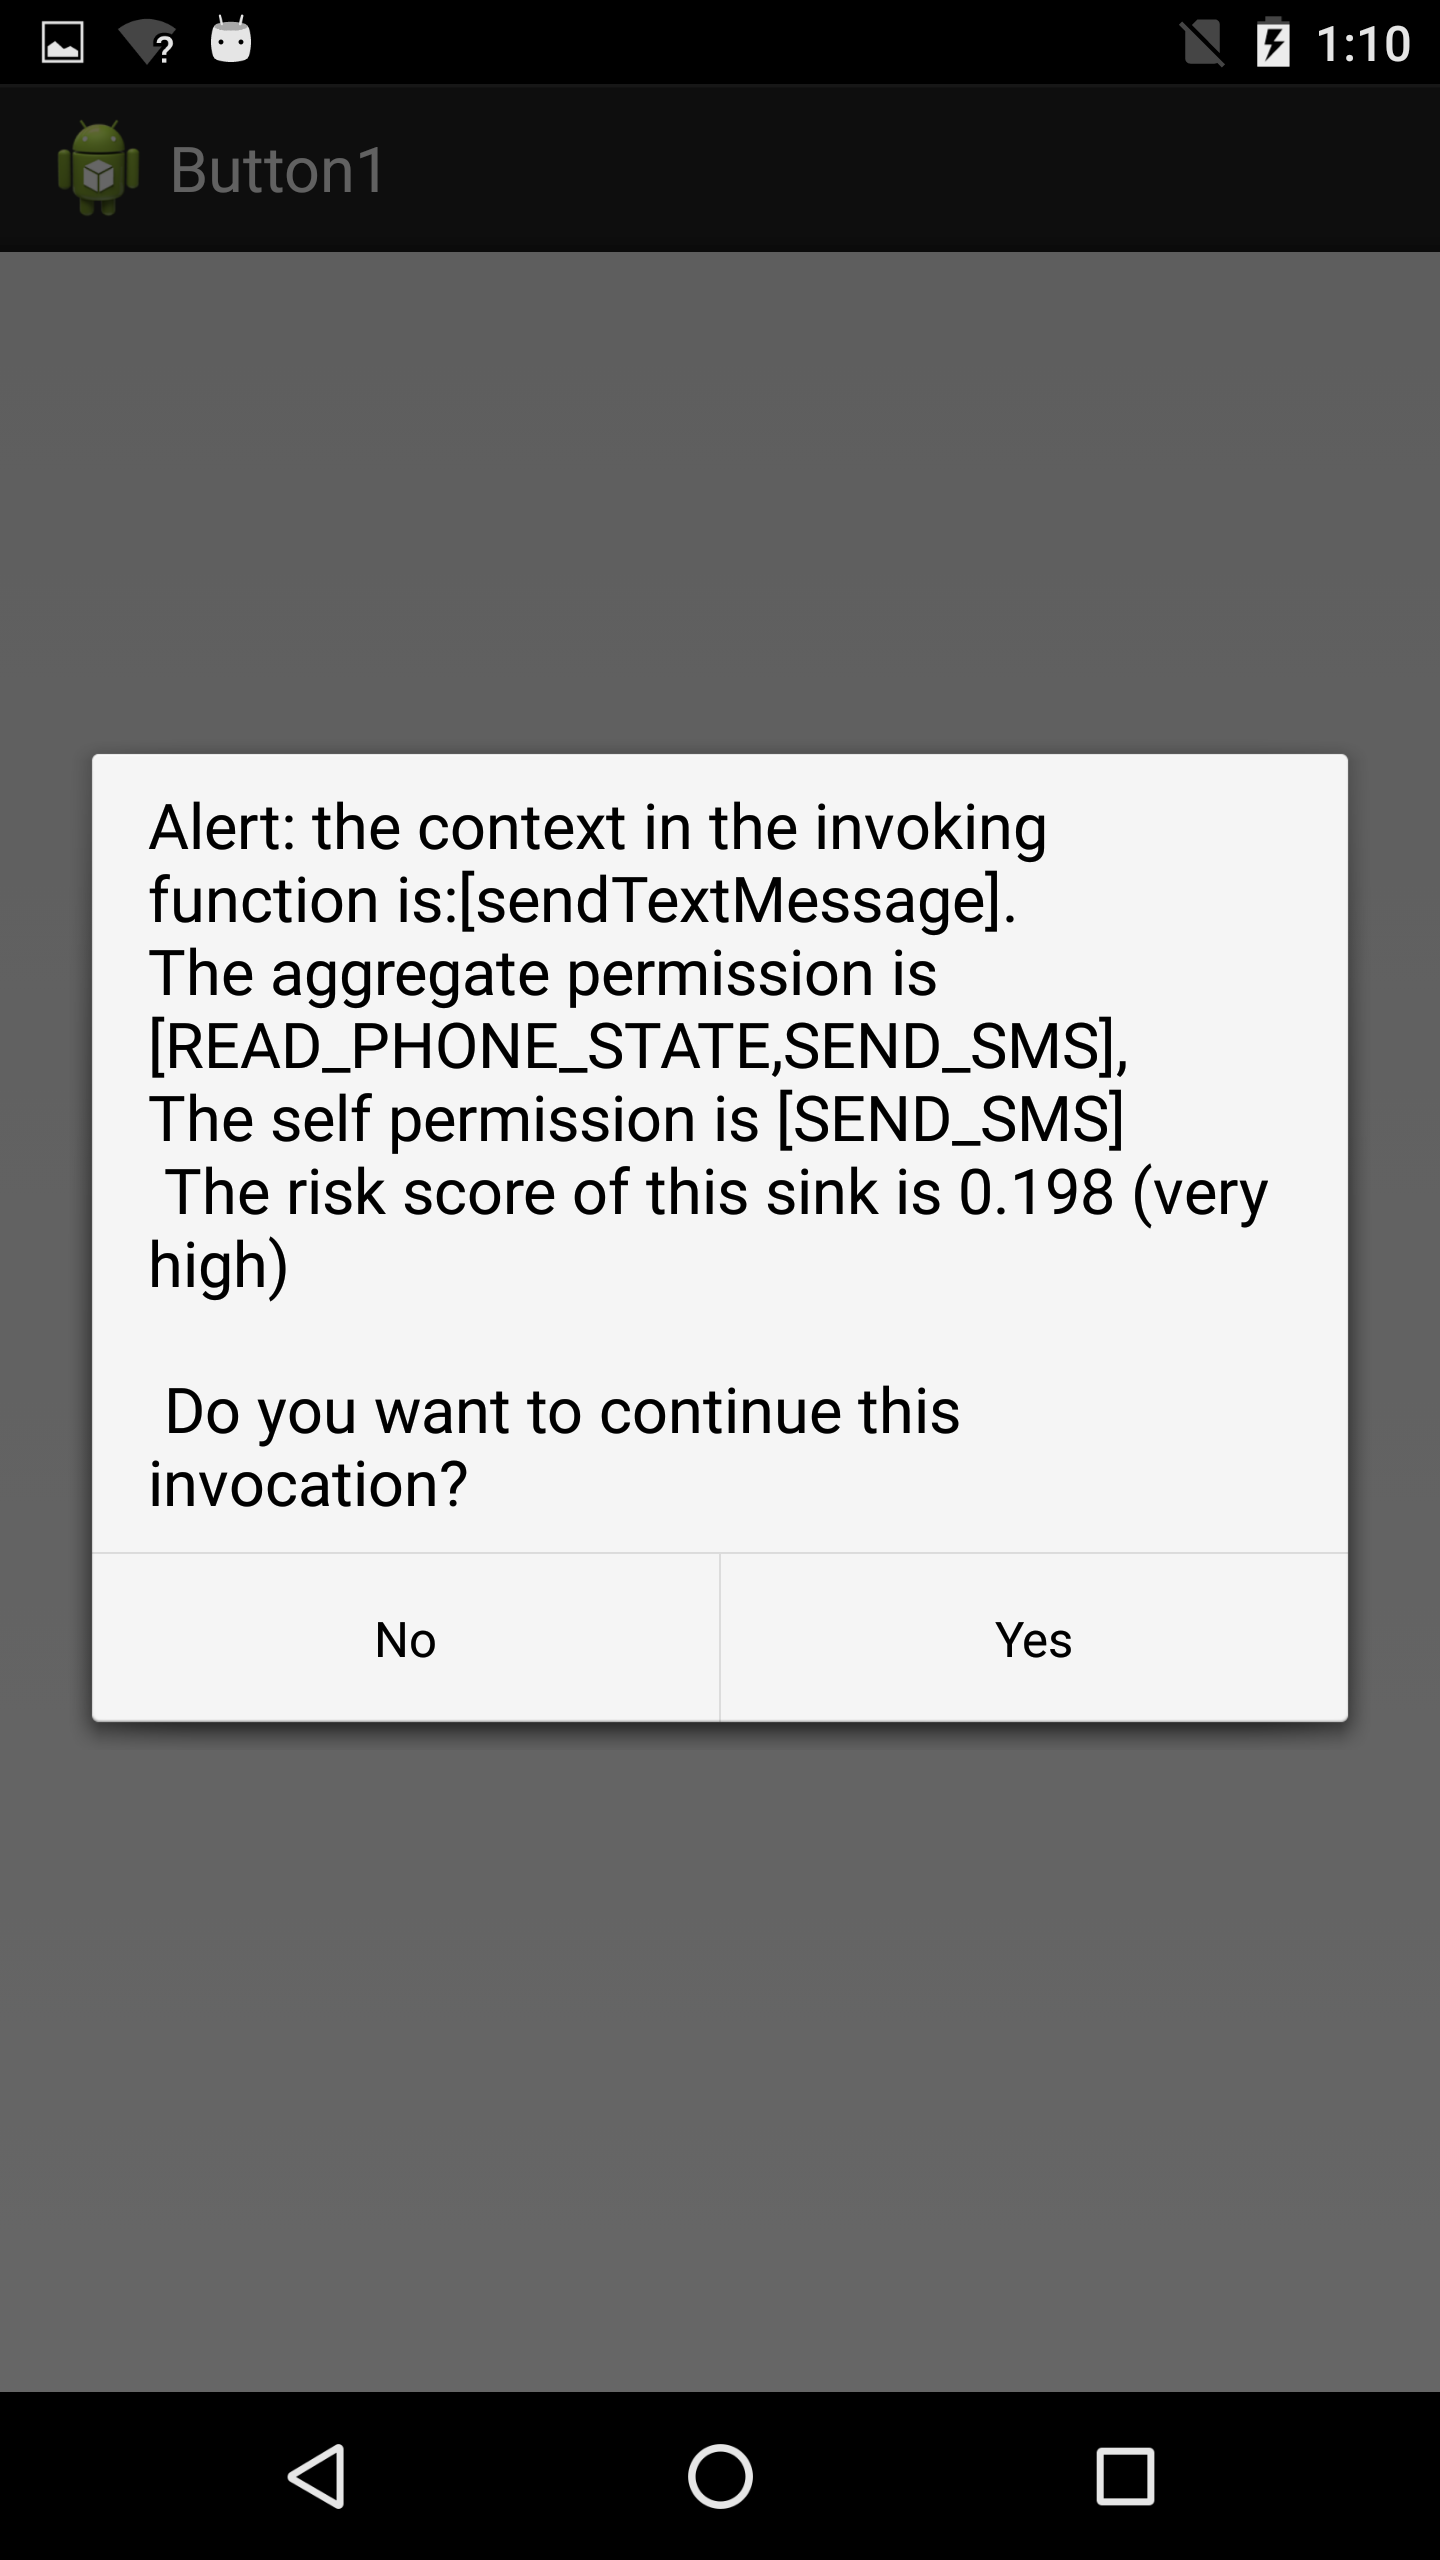 1:10
Button1
Alert: the context in the invoking
function is:[sendTextMessage].
The aggregate permission is
[READ_PHONE_STATE,SEND_SMS],
The self permission is [SEND_SMS]
The risk score of this sink is 0.198 (very
high)
Do you want to continue this
invocation?
No
Yes